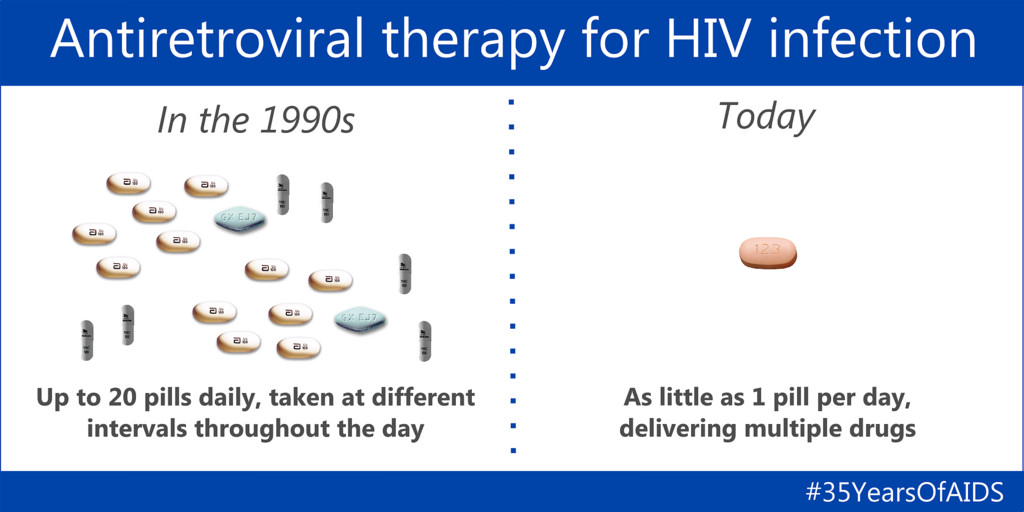 Antiretroviral therapy for HIV infection
In the 1990s
GX EJ7
GX EJ7
Up to 20 pills daily, taken at different
intervals throughout the day
Today
123
As little as 1 pill per day,
delivering multiple drugs
#35YearsOfAIDS